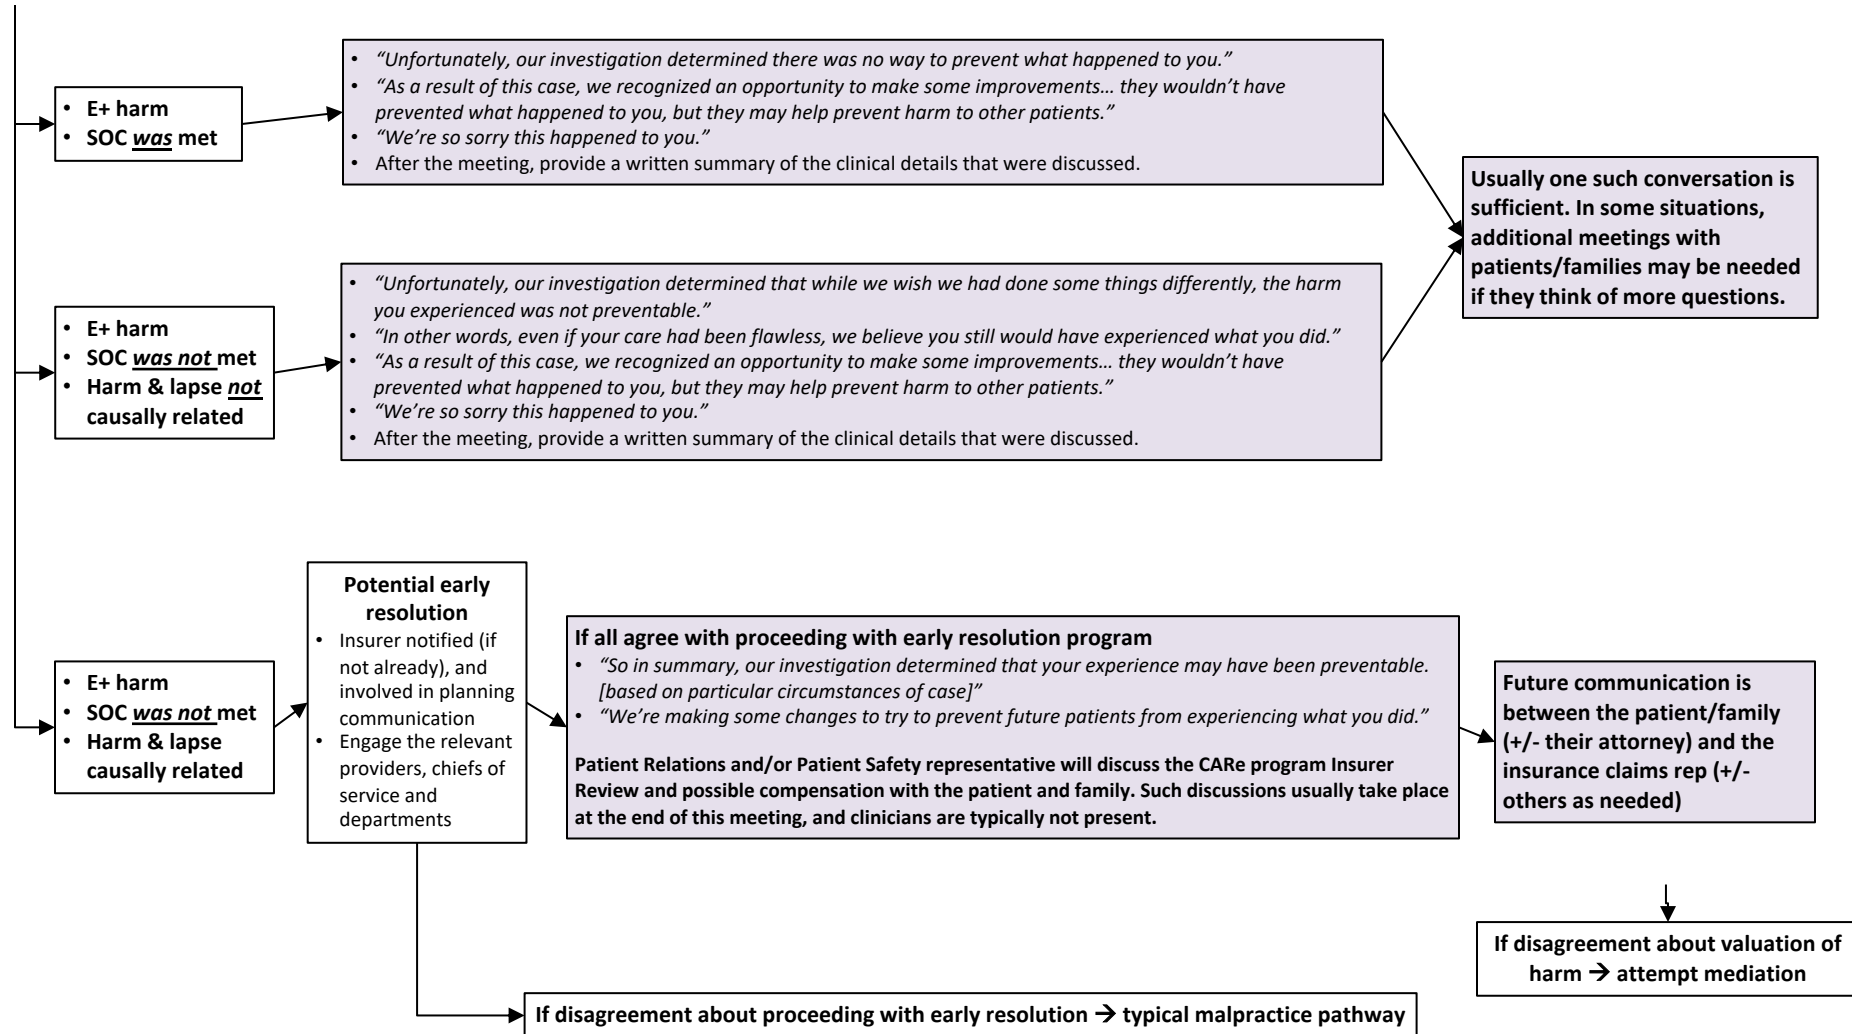 • E+ harm
• SOC was met
• “Unfortunately, our investigation determined there was no way to prevent what happened to you.”
• “As a result of this case, we recognized an opportunity to make some improvements… they wouldn’t have
prevented what happened to you, but they may help prevent harm to other patients.”
• “We’re so sorry this happened to you.”
• After the meeting, provide a written summary of the clinical details that were discussed.
Usually one such conversation is
sufficient. In some situations,
additional meetings with
patients/families may be needed
if they think of more questions.
• E+ harm
• SOC was not met
• Harm & lapse not
causally related
• “Unfortunately, our investigation determined that while we wish we had done some things differently, the harm
you experienced was not preventable.”
• “In other words, even if your care had been flawless, we believe you still would have experienced what you did.”
• “As a result of this case, we recognized an opportunity to make some improvements… they wouldn’t have
prevented what happened to you, but they may help prevent harm to other patients.”
• “We’re so sorry this happened to you.”
• After the meeting, provide a written summary of the clinical details that were discussed.
• E+ harm
• SOC was not met
• Harm & lapse
causally related
Potential early
resolution
• Insurer notified (if
not already), and
involved in planning
communication
• Engage the relevant
providers, chiefs of
service and
departments
If all agree with proceeding with early resolution program
• “So in summary, our investigation determined that your experience may have been preventable.
[based on particular circumstances of case]”
• “We’re making some changes to try to prevent future patients from experiencing what you did.”
Patient Relations and/or Patient Safety representative will discuss the CARe program Insurer
Review and possible compensation with the patient and family. Such discussions usually take place
at the end of this meeting, and clinicians are typically not present.
Future communication is
between the patient/family
(+/- their attorney) and the
insurance claims rep (+/-
others as needed)
If disagreement about valuation of
harm → attempt mediation
If disagreement about proceeding with early resolution → typical malpractice pathway